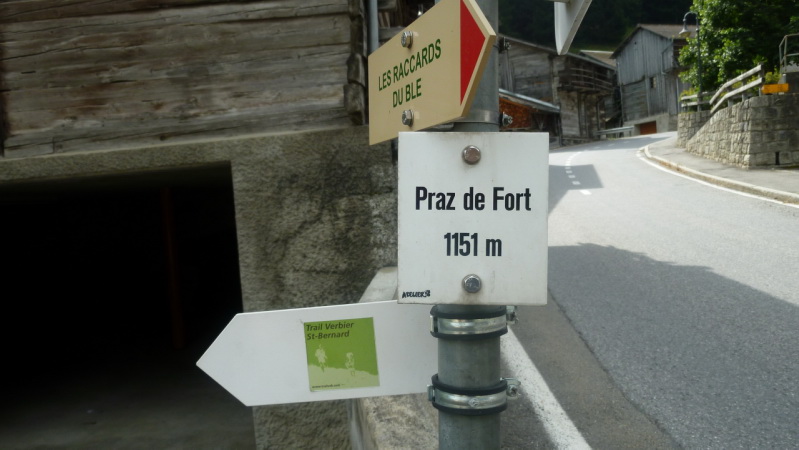 LES RACCARDS
DU BLE
Praz de Fort
1151 m
Trail Verbier
St-Bernard